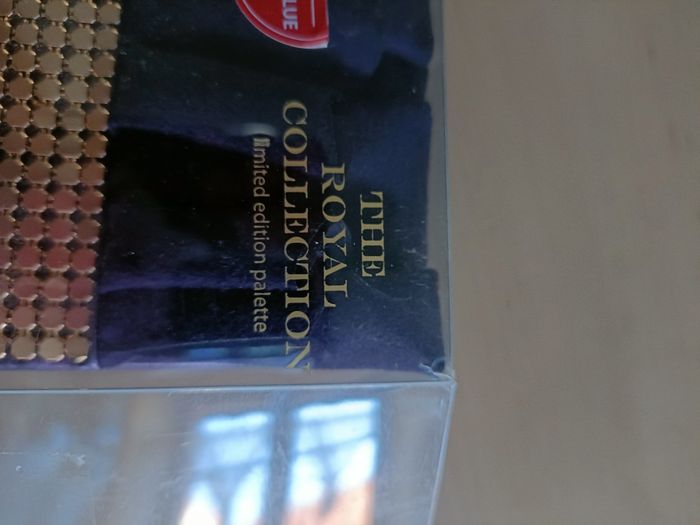 THE
ROYAL
COLLECTION
limited edition palette